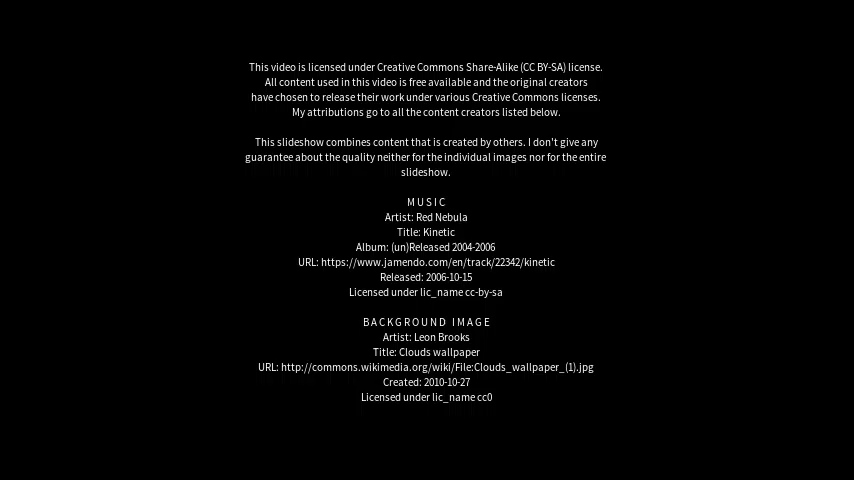 This video is licensed under Creative Commons Share-Alike (CC BY-SA) license.
All content used in this video is free available and the original creators
have chosen to release their work under various Creative Commons licenses.
My attributions go to all the content creators listed below.
This slideshow combines content that is created by others. I don't give any
guarantee about the quality neither for the individual images nor for the entire
slideshow.
MUSIC
Artist: Red Nebula
Title: Kinetic
Album: (un)Released 2004-2006
URL: https://www.jamendo.com/en/track/22342/kinetic
Released: 2006-10-15
Licensed under lic_name cc-by-sa
BACKGROUND IMAGE
Artist: Leon Brooks
Title: Clouds wallpaper
URL: http://commons.wikimedia.org/wiki/File:Clouds_wallpaper_(1).jpg
Created: 2010-10-27
Licensed under lic_name cc0